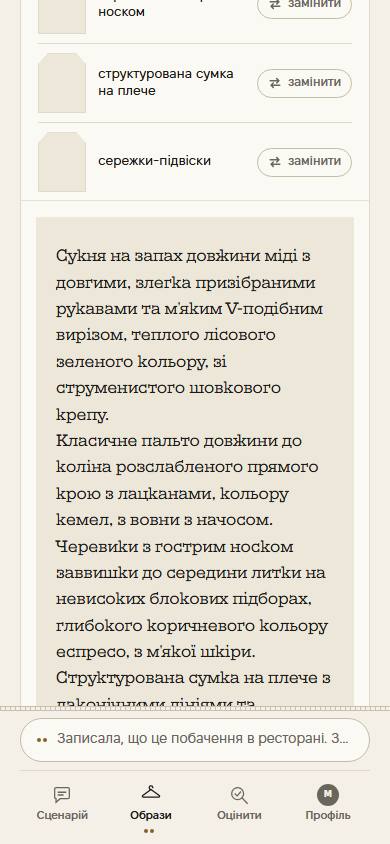 носком
замінити
структурована сумка
на плече
замінити
сережки-підвіски
замінити
Сукня на запах довжини міді з
довгими, злегка призібраними
рукавами та м'яким V-подібним
вирізом, теплого лісового
зеленого кольору, зі
струменистого шовкового
крепу.
Класичне пальто довжини до
коліна розслабленого прямого
крою з лацканами, кольору
кемел, з вовни з начосом.
Черевики з гострим носком
заввишки до середини литки на
невисоких блокових підборах,
глибокого коричневого кольору
еспресо, з м'якої шкіри.
Структурована сумка на плече з
лаконічними лініями та
Записала, що це побачення в ресторані. З...
Сценарій
Образи
Оцінити
М
Профіль